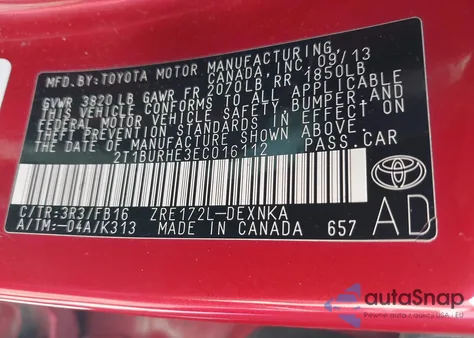 MFD.BY:TOYOTA MOTOR MANUFACTURING,
CANADA, INC. 09/13
GVWR 3820LB GAWR FR 2070LB RR 1850LB
THIS VEHICLE CONFORMS TO ALL APPLICABLE
FEDERAL MOTOR VEHICLE SAFETY, BUMPER, AND
THEFT PREVENTION STANDARDS IN EFFECT ON
THE DATE OF MANUFACTURE SHOWN ABOVE.
2T1BURHE3EC016112 PASS.CAR
C/TR:3R3/FB16 ZRE172L-DEXNKA
A/TM:-04A/K313 MADE IN CANADA 657
AD
autoSnap